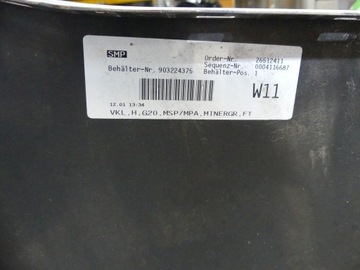 SMP
Order-Nr. 26612411
Behälter-Nr. 903224375 Sequenz-Nr. 0004116687
Behälter-Pos. 1
W11
12.01 13:34
VKL,H,G20,MSP/MPA,MINERGR,FT